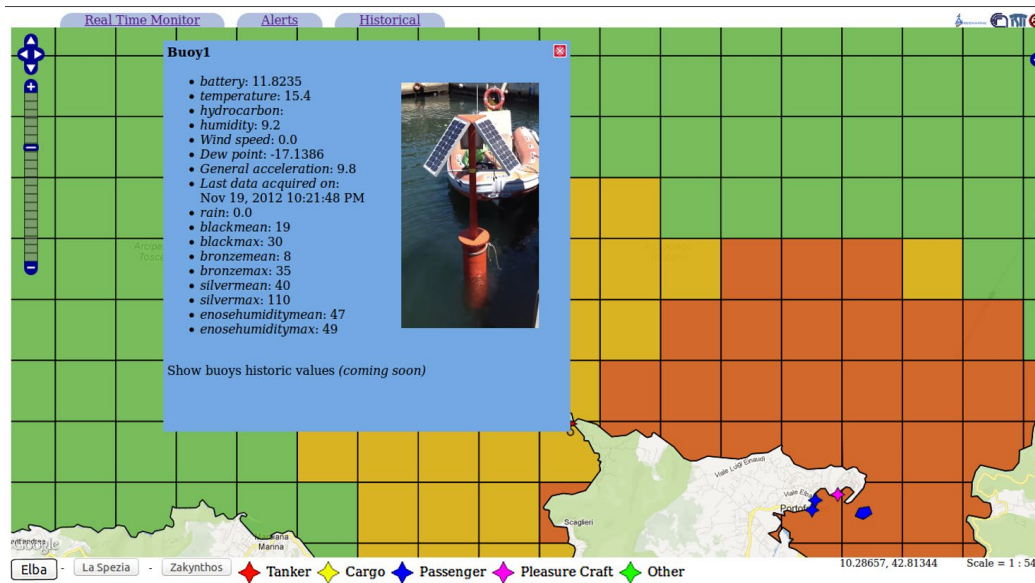 Real Time Monitor Alerts Historical
Buoy1
battery: 11.8235
temperature: 15.4
hydrocarbon:
humidity: 9.2
Wind speed: 0.0
Dew point: -17.1386
General acceleration: 9.8
Last data acquired on:
Nov 19, 2012 10:21:48 PM
rain: 0.0
blackmean: 19
blackmax: 30
bronzemean: 8
bronzemax: 35
silvermean: 40
silvermax: 110
enosehumiditymean: 47
enosehumiditymax: 49
Show buoys historic values (coming soon)
Viale Luigi Einaudi
Viale Elba
Scaglieri
Marina
Google
Elba - La Spezia - Zakynthos Tanker Cargo Passenger Pleasure Craft Other
10.28657, 42.81344 Scale = 1 :